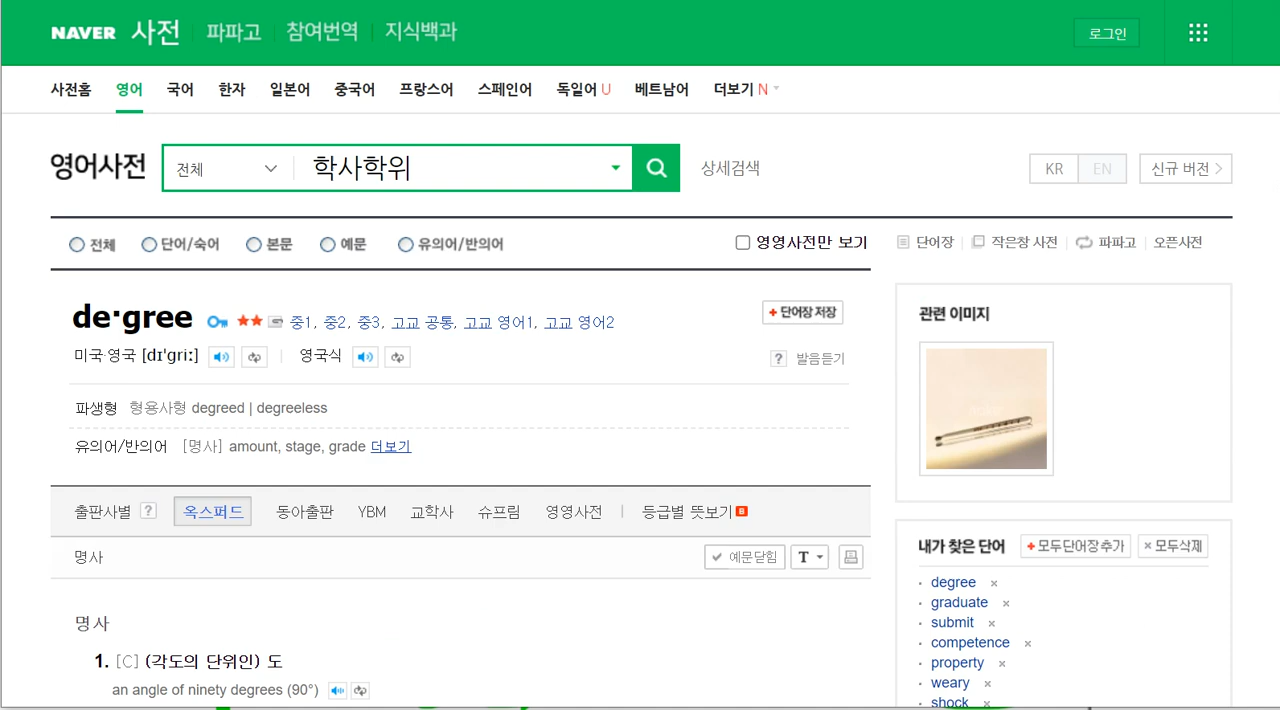 NAVER 사전 파파고 참여번역 지식백과 로그인
사전홈 영어 국어 한자 일본어 중국어 프랑스어 스페인어 독일어 U 베트남어 더보기 N
영어사전 전체 학사학위 상세검색 KR EN 신규 버전
전체 단어/숙어 본문 예문 유의어/반의어 영영사전만 보기
단어장 작은창 사전 파파고 오픈사전
de·gree 중1, 중2, 중3, 고교 공통, 고교 영어1, 고교 영어2 + 단어장 저장
미국·영국 [dɪˈɡriː] 영국식 ? 발음듣기
파생형 형용사형 degreed | degreeless
유의어/반의어 [명사] amount, stage, grade 더보기
출판사별 ? 옥스퍼드 동아출판 YBM 교학사 슈프림 영영사전 등급별 뜻보기 B
명사 예문닫힘 T
명사
1. [C] (각도의 단위인) 도
an angle of ninety degrees (90°)
관련 이미지
내가 찾은 단어 + 모두단어장추가 × 모두삭제
degree ×
graduate ×
submit ×
competence ×
property ×
weary ×
shock ×